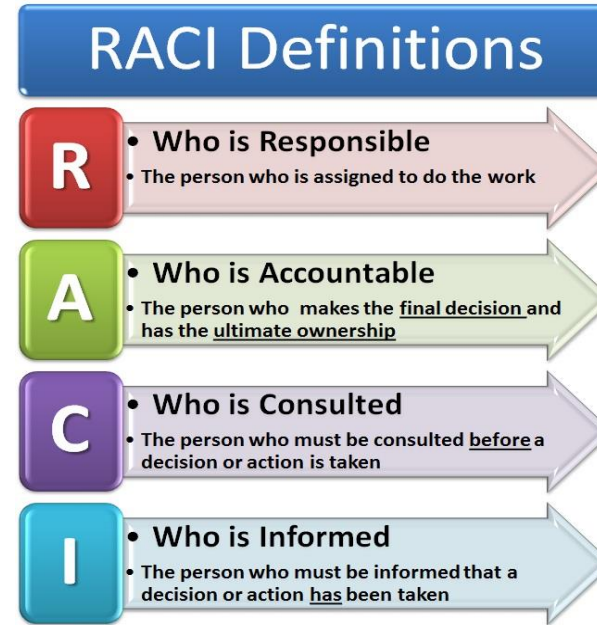 RACI Definitions
R
• Who is Responsible
• The person who is assigned to do the work
A
• Who is Accountable
• The person who makes the final decision and
has the ultimate ownership
C
• Who is Consulted
• The person who must be consulted before a
decision or action is taken
I
• Who is Informed
• The person who must be informed that a
decision or action has been taken